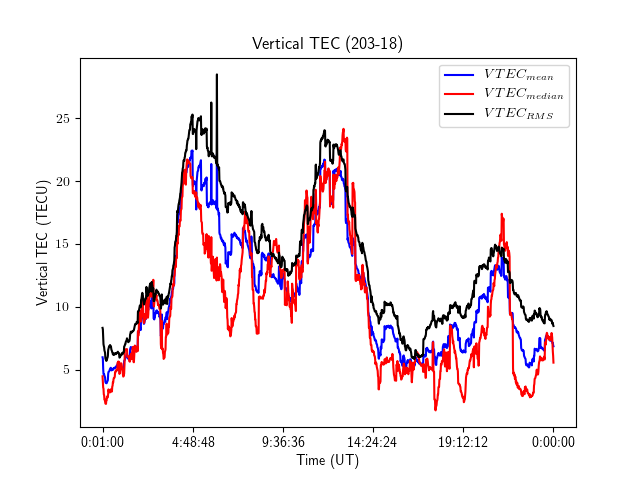 Vertical TEC (203-18)
VTEC_mean
VTEC_median
VTEC_RMS
Vertical TEC (TECU)
25
20
15
10
5
0:01:00 4:48:48 9:36:36 14:24:24 19:12:12 0:00:00
Time (UT)